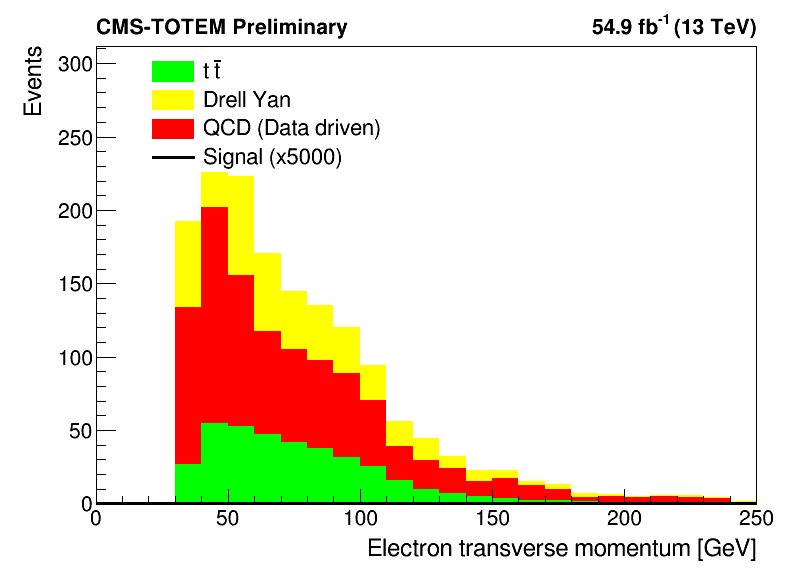 CMS-TOTEM Preliminary 54.9 fb⁻¹ (13 TeV)
Events
300
250
200
150
100
50
0
t t̄
Drell Yan
QCD (Data driven)
Signal (x5000)
0 50 100 150 200 250
Electron transverse momentum [GeV]